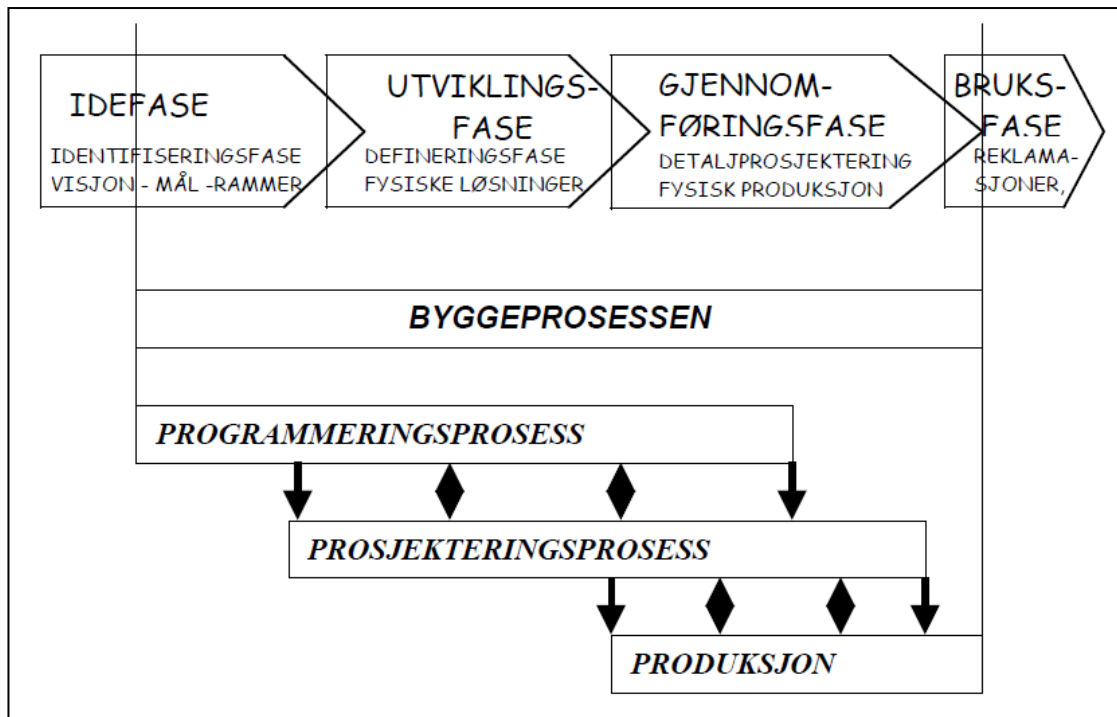 IDEFASE
IDENTIFISERINGSFASE
VISJON - MÅL -RAMMER
UTVIKLINGS-
FASE
DEFINERINGSFASE
FYSISKE LØSNINGER
GJENNOM-
FØRINGSFASE
DETALJPROSJEKTERING
FYSISK PRODUKSJON
BRUKS-
FASE
REKLAMA-
SJONER,
BYGGEPROSESSEN
PROGRAMMERINGSPROSESS
PROSJEKTERINGSPROSESS
PRODUKSJON